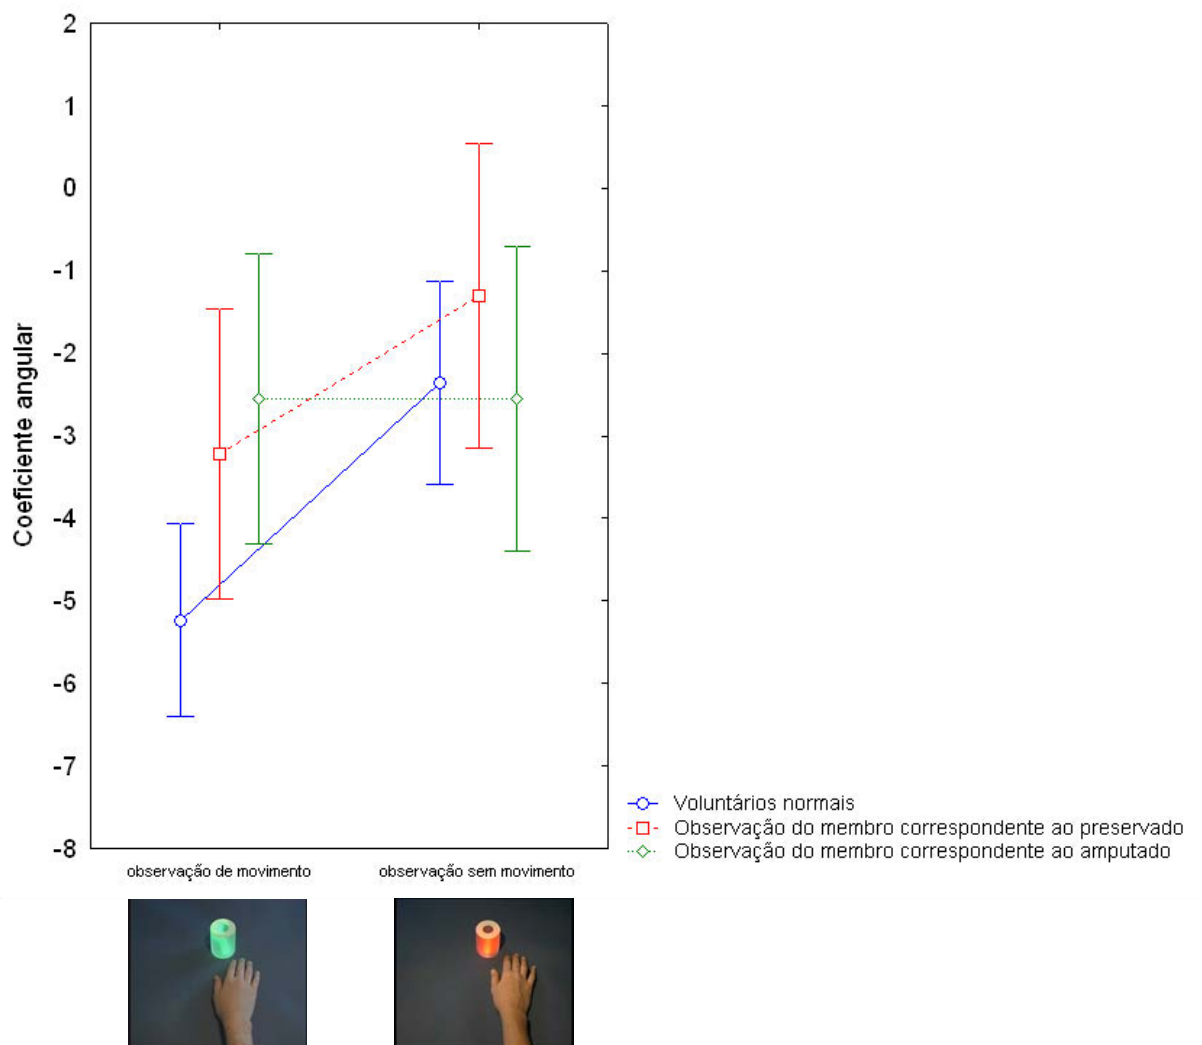 2
1
0
-1
-2
-3
-4
-5
-6
-7
-8
Coeficiente angular
observação de movimento
observação sem movimento
Voluntários normais
Observação do membro correspondente ao preservado
Observação do membro correspondente ao amputado